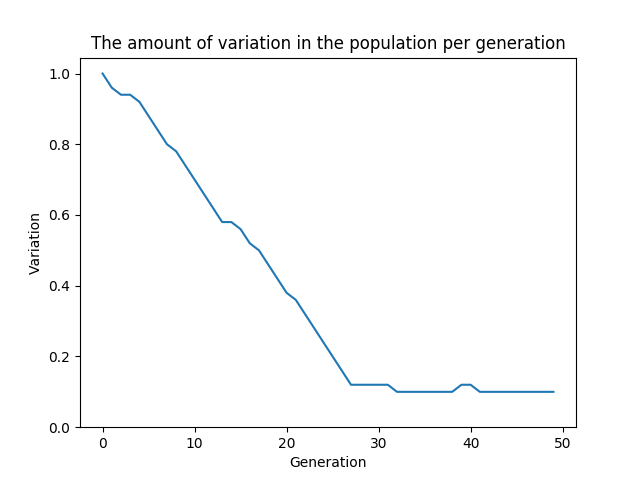 The amount of variation in the population per generation
1.0
0.8
0.6
0.4
0.2
0.0
Variation
0 10 20 30 40 50
Generation